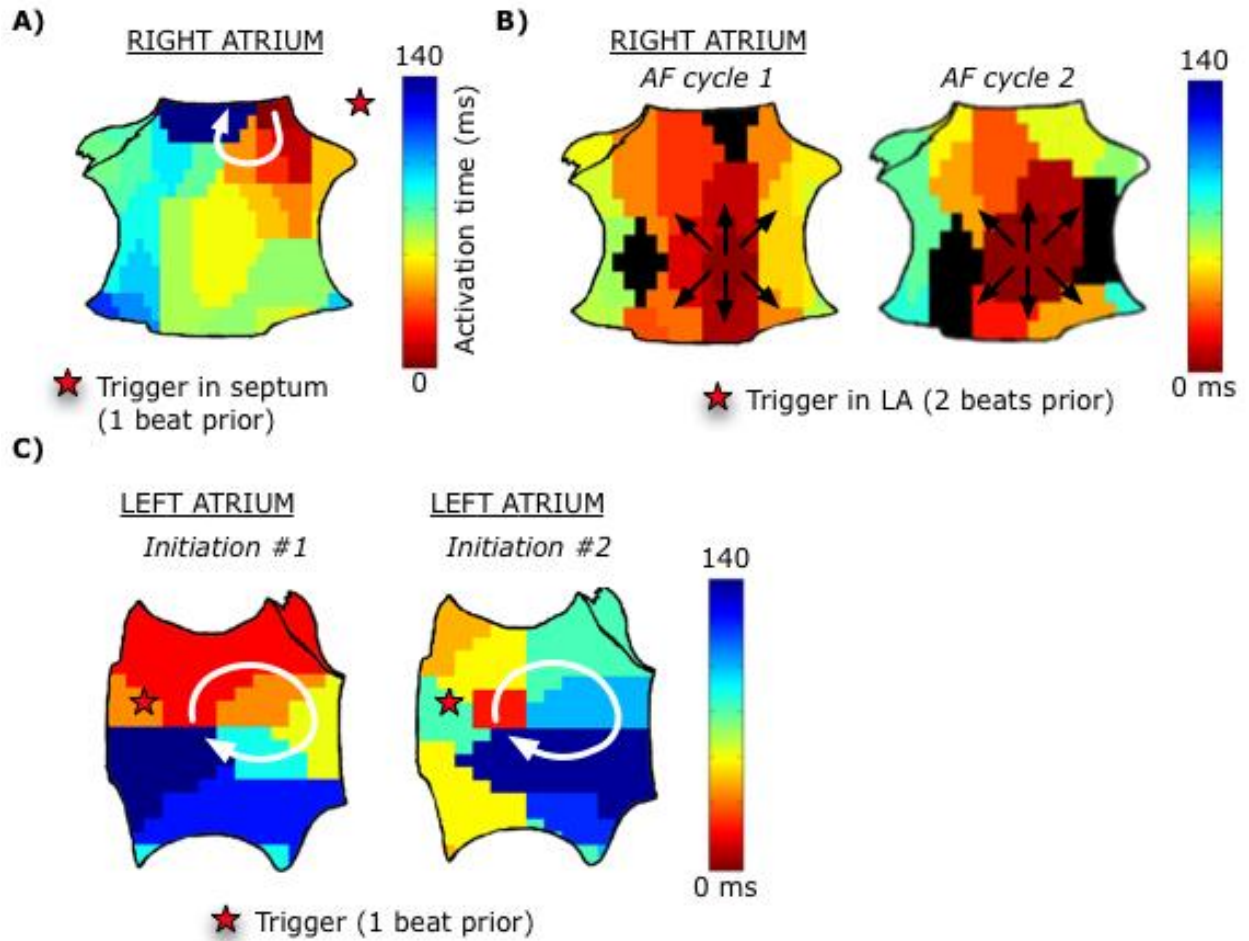 A)
RIGHT ATRIUM
140
Activation time (ms)
0
Trigger in septum
(1 beat prior)
B)
RIGHT ATRIUM
AF cycle 1
AF cycle 2
140
0 ms
Trigger in LA (2 beats prior)
C)
LEFT ATRIUM
Initiation #1
LEFT ATRIUM
Initiation #2
140
0 ms
Trigger (1 beat prior)